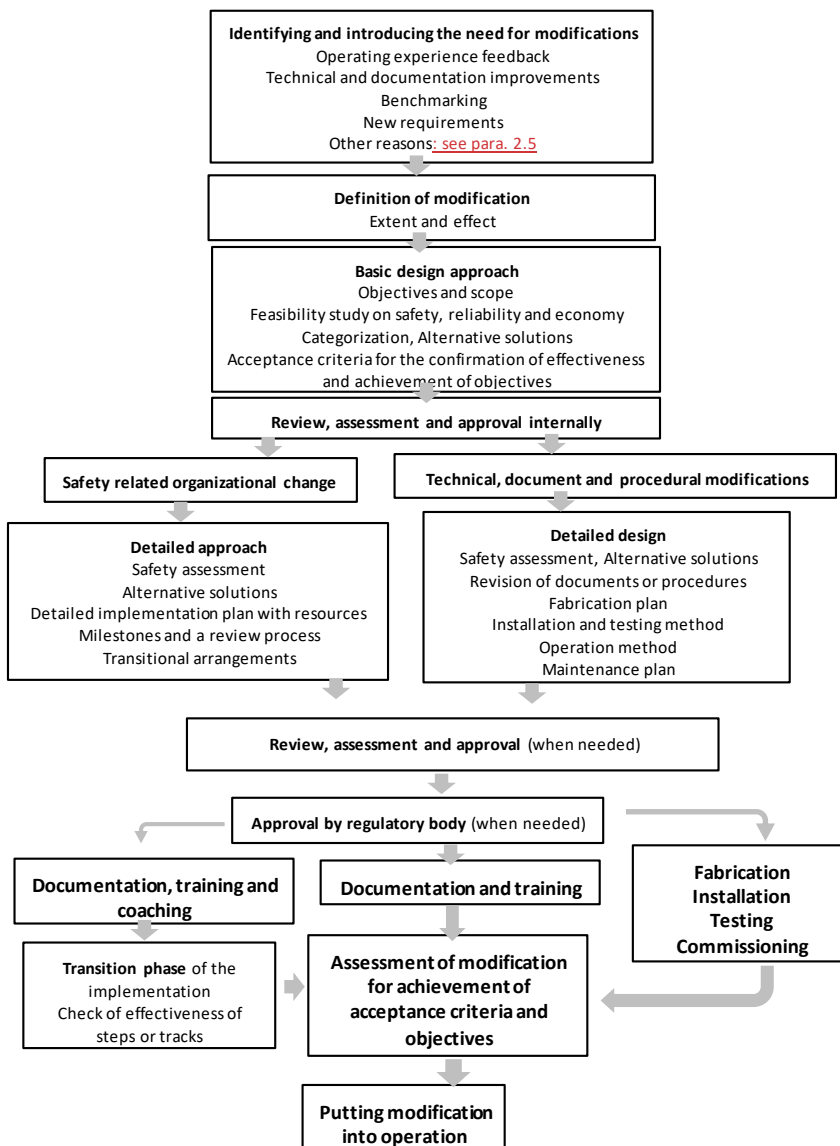 Identifying and introducing the need for modifications
Operating experience feedback
Technical and documentation improvements
Benchmarking
New requirements
Other reasons: see para. 2.5
Definition of modification
Extent and effect
Basic design approach
Objectives and scope
Feasibility study on safety, reliability and economy
Categorization, Alternative solutions
Acceptance criteria for the confirmation of effectiveness
and achievement of objectives
Review, assessment and approval internally
Safety related organizational change
Technical, document and procedural modifications
Detailed approach
Safety assessment
Alternative solutions
Detailed implementation plan with resources
Milestones and a review process
Transitional arrangements
Detailed design
Safety assessment, Alternative solutions
Revision of documents or procedures
Fabrication plan
Installation and testing method
Operation method
Maintenance plan
Review, assessment and approval (when needed)
Approval by regulatory body (when needed)
Documentation, training and
coaching
Documentation and training
Fabrication
Installation
Testing
Commissioning
Transition phase of the
implementation
Check of effectiveness of
steps or tracks
Assessment of modification
for achievement of
acceptance criteria and
objectives
Putting modification
into operation